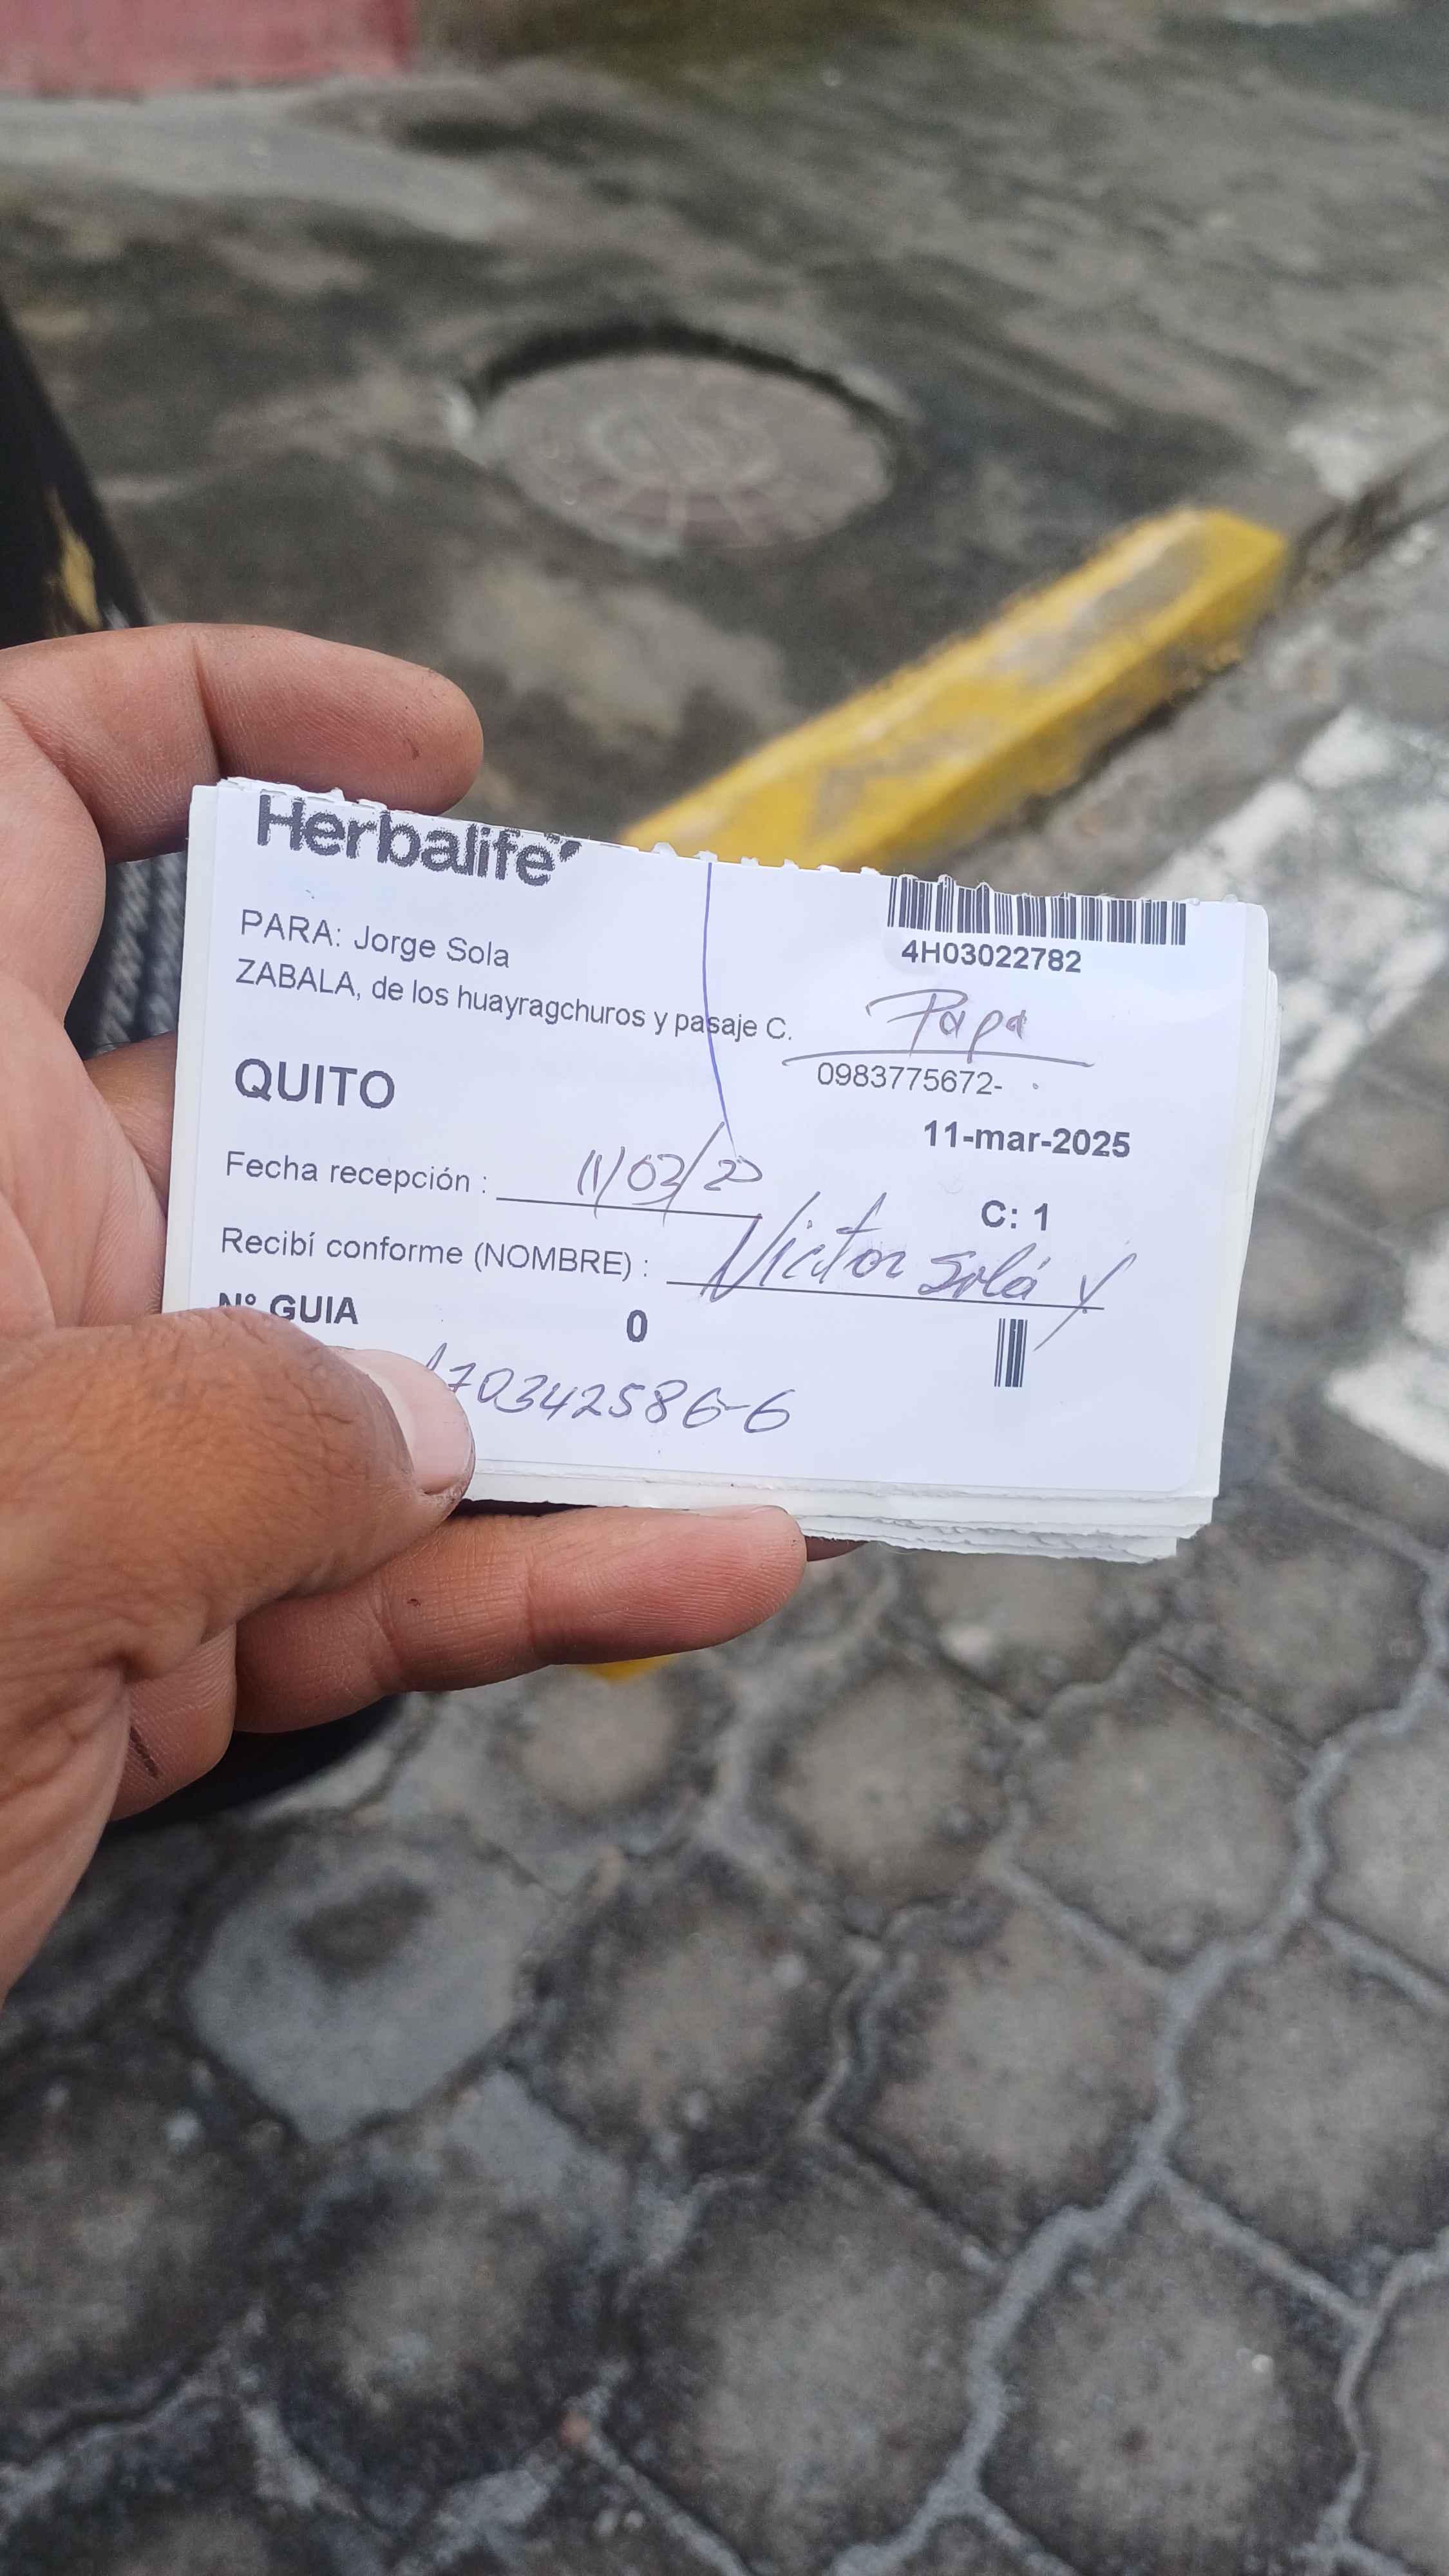 Herbalife
4H03022782
PARA: Jorge Sola
ZABALA, de los huayragchuros y pasaje C.
Papa
0983775672-
QUITO
11-mar-2025
Fecha recepción : 11/03/25
C: 1
Recibí conforme (NOMBRE) : Victor Solá Y
N° GUIA 0
170342586-6